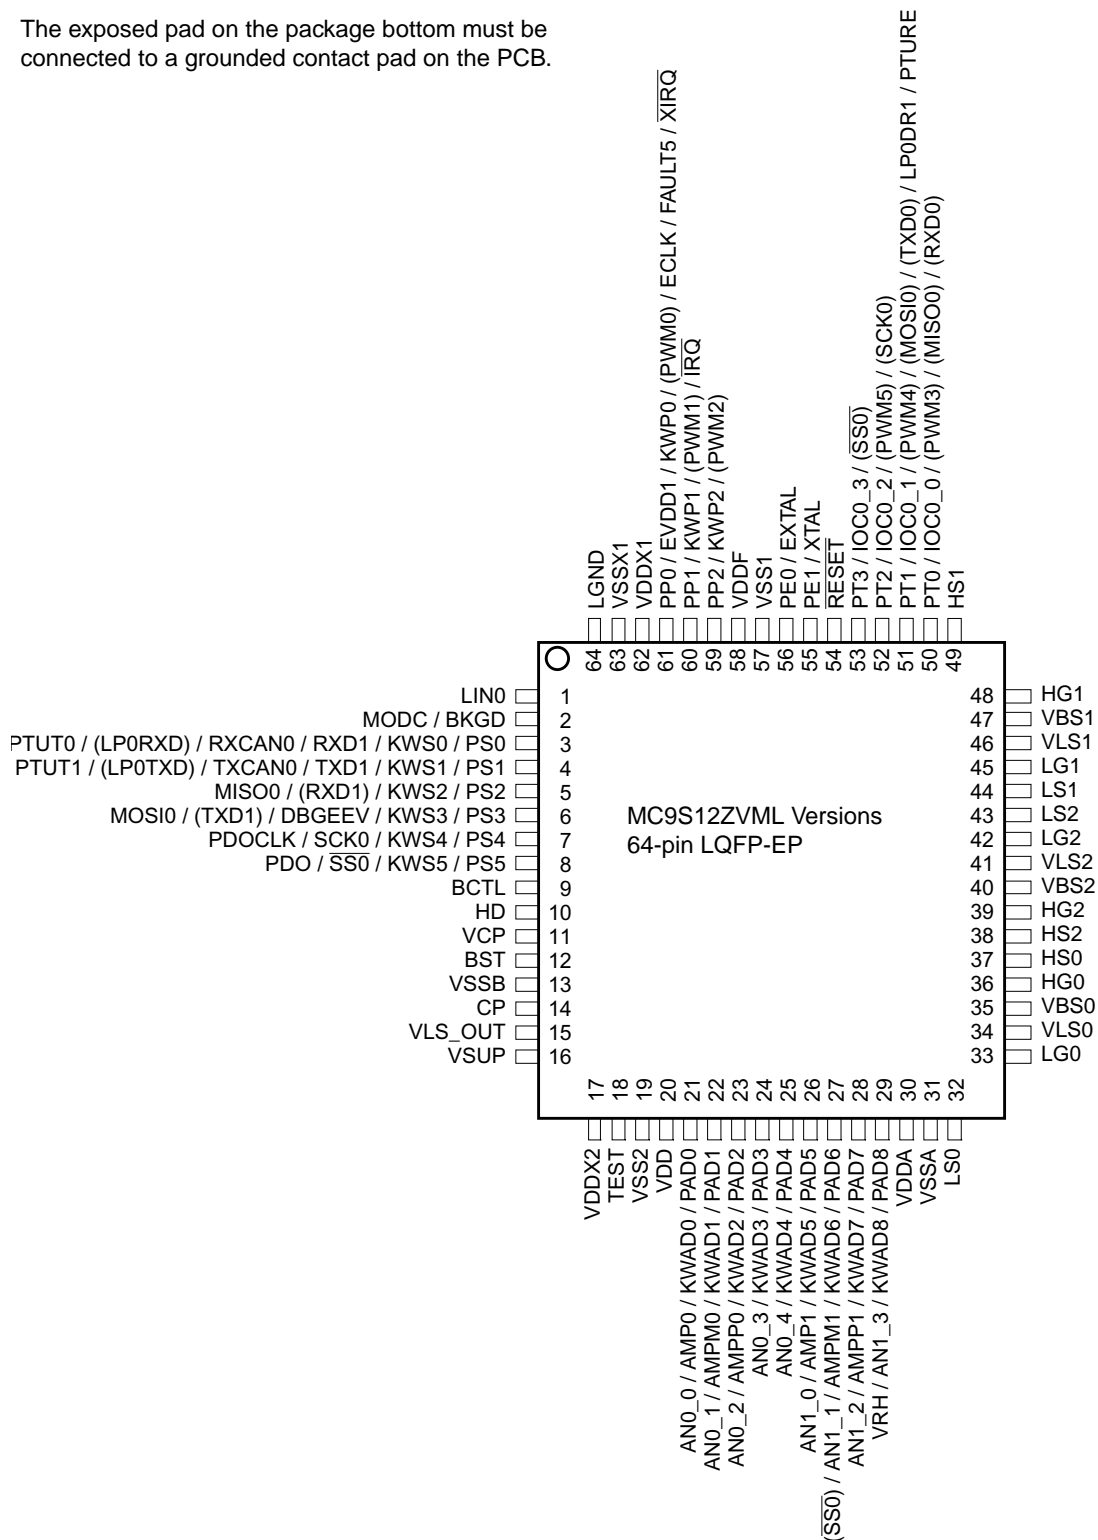 The exposed pad on the package bottom must be
connected to a grounded contact pad on the PCB.
LGND
VSSX1
VDDX1
PP0 / EVDD1 / KWP0 / (PWM0) / ECLK / FAULT5 / XIRQ
PP1 / KWP1 / (PWM1) / IRQ
PP2 / KWP2 / (PWM2)
VDDF
VSS1
PE0 / EXTAL
PE1 / XTAL
RESET
PT3 / IOC0_3 / (SS0)
PT2 / IOC0_2 / (PWM5) / (SCK0)
PT1 / IOC0_1 / (PWM4) / (MOSI0) / (TXD0) / LP0DR1 / PTURE
PT0 / IOC0_0 / (PWM3) / (MISO0) / (RXD0)
HS1
64
63
62
61
60
59
58
57
56
55
54
53
52
51
50
49
LIN0 1
MODC / BKGD 2
PTUT0 / (LP0RXD) / RXCAN0 / RXD1 / KWS0 / PS0 3
PTUT1 / (LP0TXD) / TXCAN0 / TXD1 / KWS1 / PS1 4
MISO0 / (RXD1) / KWS2 / PS2 5
MOSI0 / (TXD1) / DBGEEV / KWS3 / PS3 6
PDOCLK / SCK0 / KWS4 / PS4 7
PDO / SS0 / KWS5 / PS5 8
BCTL 9
HD 10
VCP 11
BST 12
VSSB 13
CP 14
VLS_OUT 15
VSUP 16
MC9S12ZVML Versions
64-pin LQFP-EP
48 HG1
47 VBS1
46 VLS1
45 LG1
44 LS1
43 LS2
42 LG2
41 VLS2
40 VBS2
39 HG2
38 HS2
37 HS0
36 HG0
35 VBS0
34 VLS0
33 LG0
17
18
19
20
21
22
23
24
25
26
27
28
29
30
31
32
VDDX2
TEST
VSS2
VDD
AN0_0 / AMP0 / KWAD0 / PAD0
AN0_1 / AMPM0 / KWAD1 / PAD1
AN0_2 / AMPP0 / KWAD2 / PAD2
AN0_3 / KWAD3 / PAD3
AN0_4 / KWAD4 / PAD4
AN1_0 / AMP1 / KWAD5 / PAD5
(SS0) / AN1_1 / AMPM1 / KWAD6 / PAD6
AN1_2 / AMPP1 / KWAD7 / PAD7
VRH / AN1_3 / KWAD8 / PAD8
VDDA
VSSA
LS0